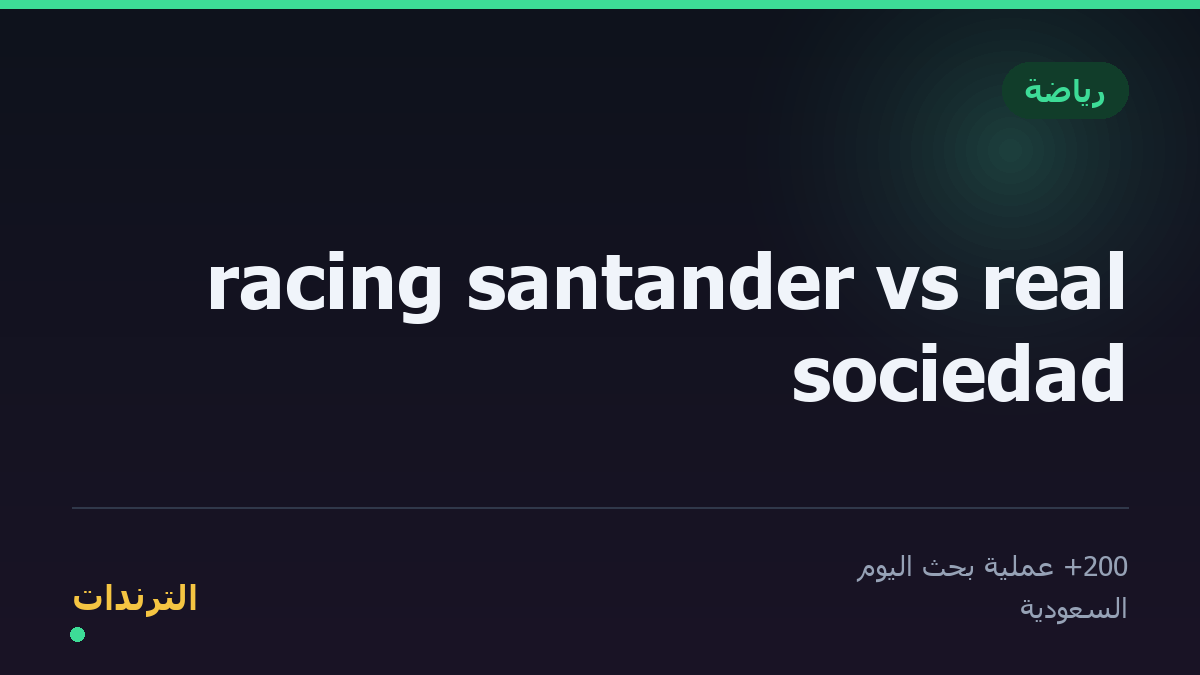 رياضة
racing santander vs real
sociedad
200+ عملية بحث اليوم
السعودية
الترندات